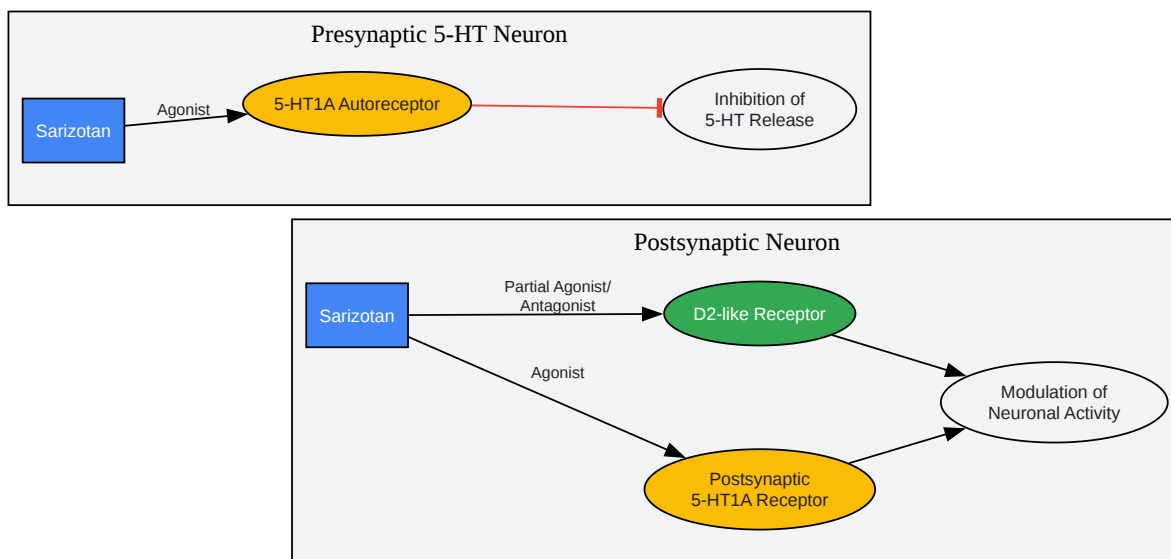 Presynaptic 5-HT Neuron
Sarizotan
Agonist
5-HT1A Autoreceptor
Inhibition of
5-HT Release
Postsynaptic Neuron
Sarizotan
Partial Agonist/
Antagonist
D2-like Receptor
Agonist
Modulation of
Neuronal Activity
Postsynaptic
5-HT1A Receptor